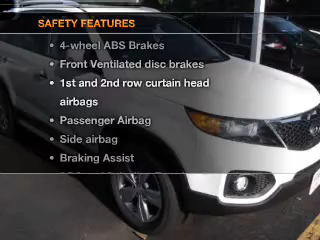 SAFETY FEATURES
• 4-wheel ABS Brakes
• Front Ventilated disc brakes
• 1st and 2nd row curtain head
airbags
• Passenger Airbag
• Side airbag
• Braking Assist